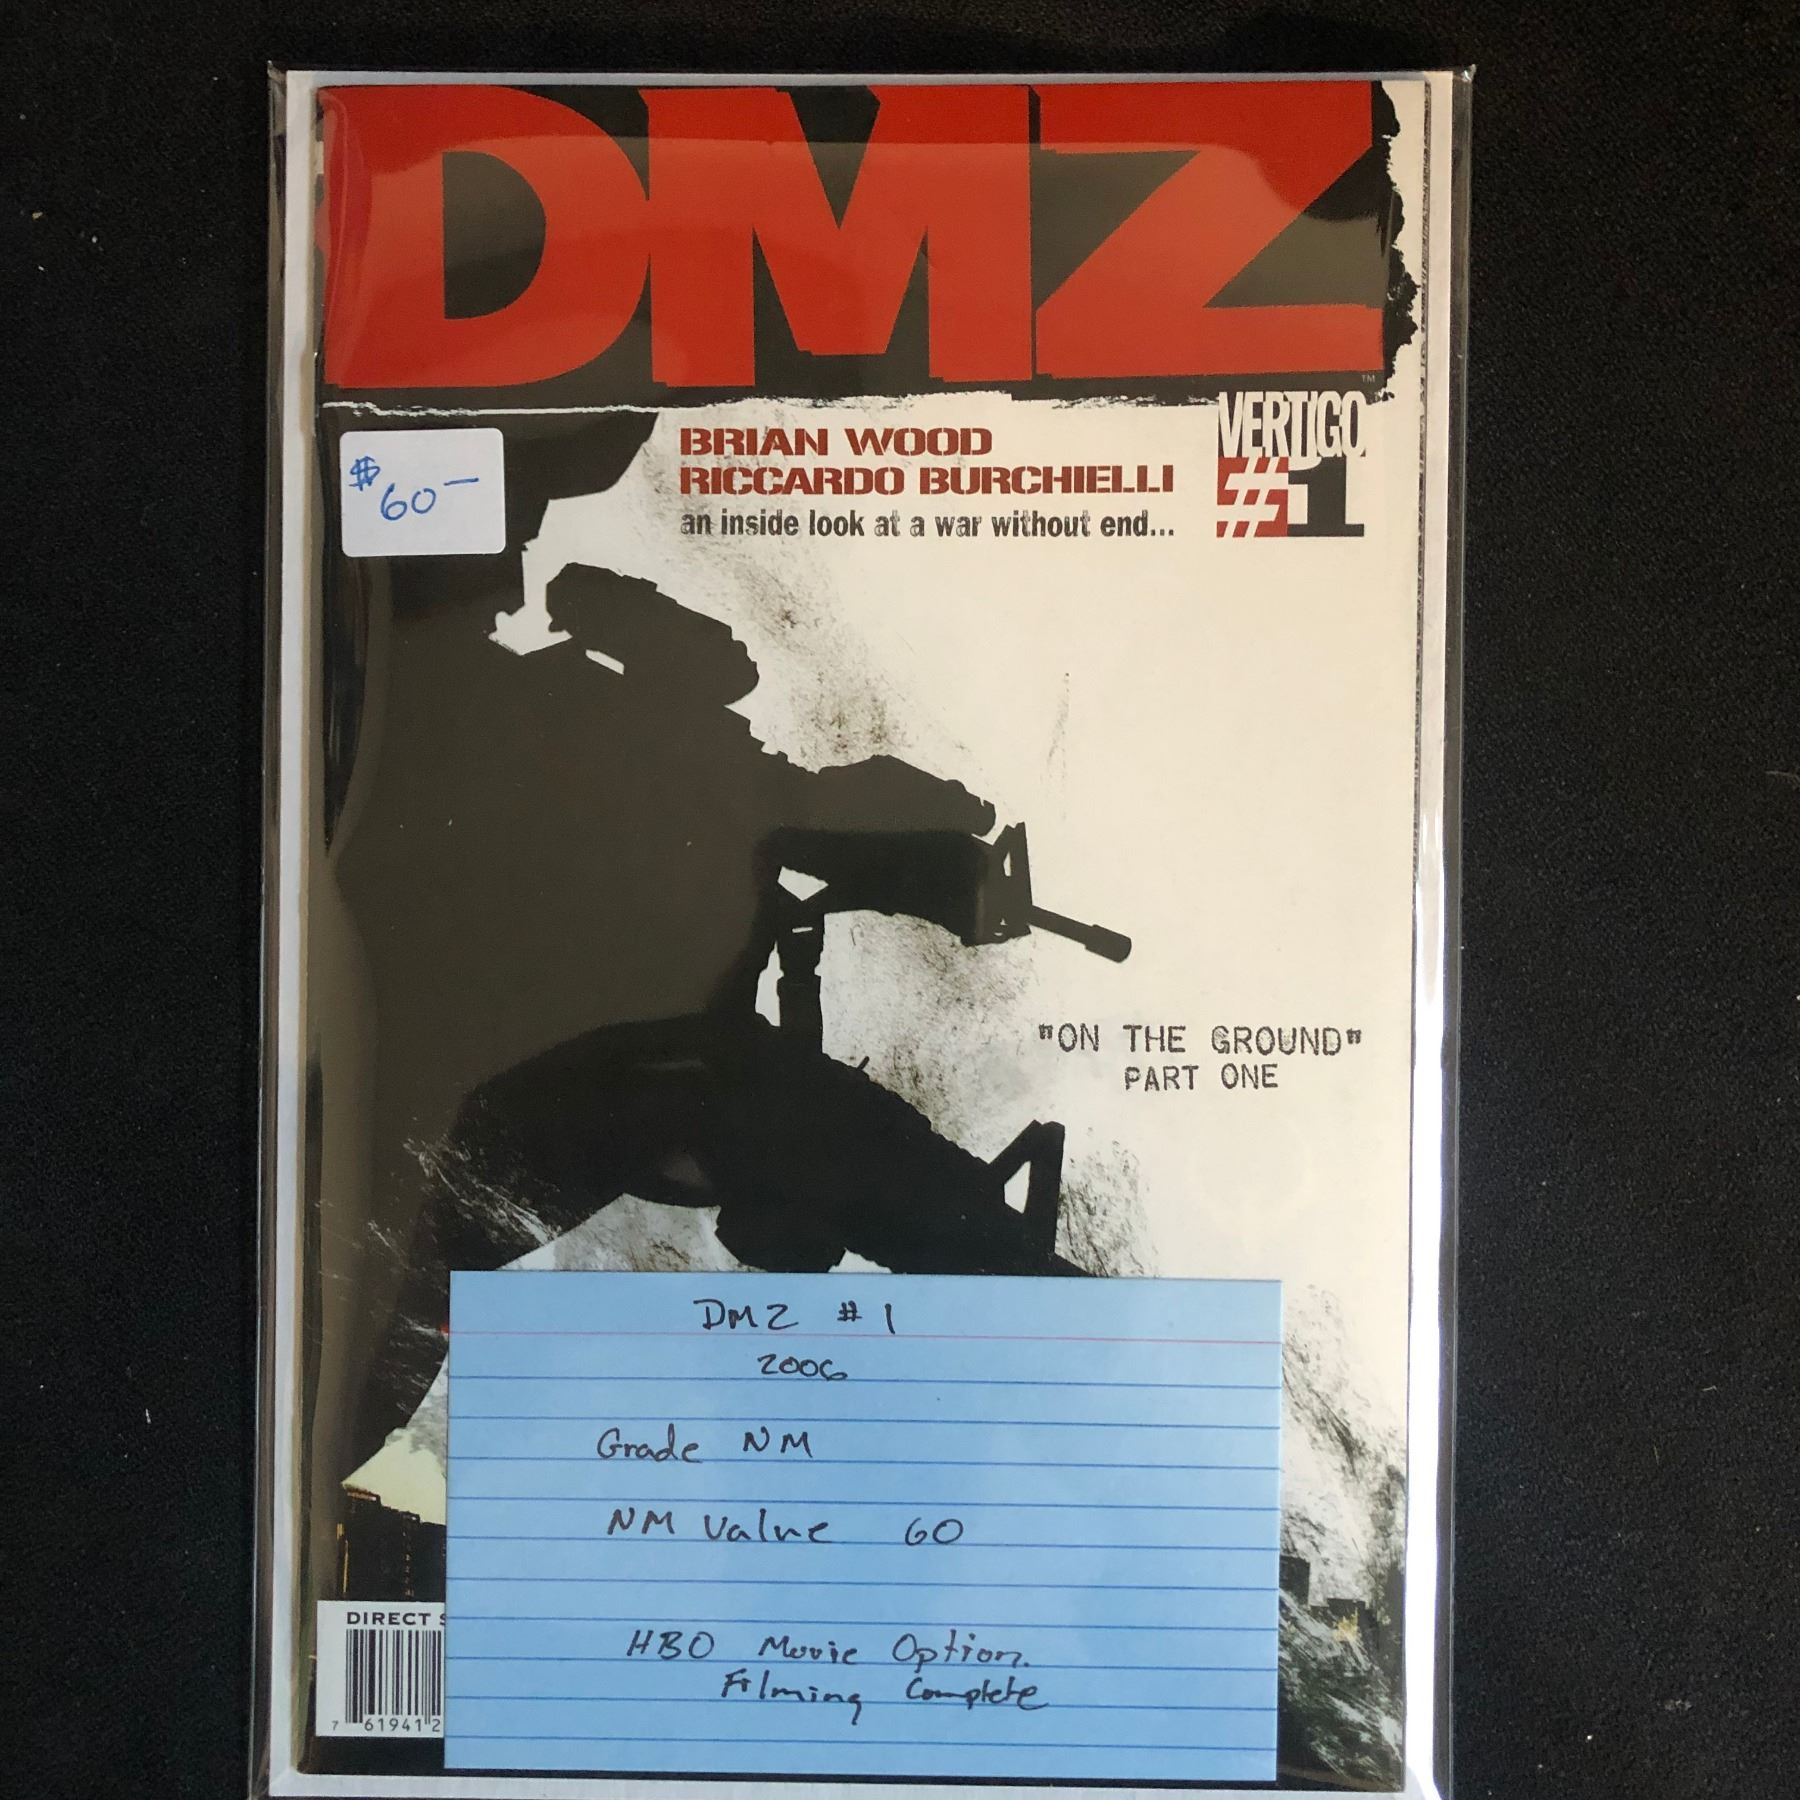 DMZ
TM
VERTIGO
#1
BRIAN WOOD
RICCARDO BURCHIELLI
an inside look at a war without end...
$60-
"ON THE GROUND"
PART ONE
DMZ #1
2006
Grade NM
NM Value 60
HBO Movie Option.
Filming Complete
DIRECT S
7 61941 2